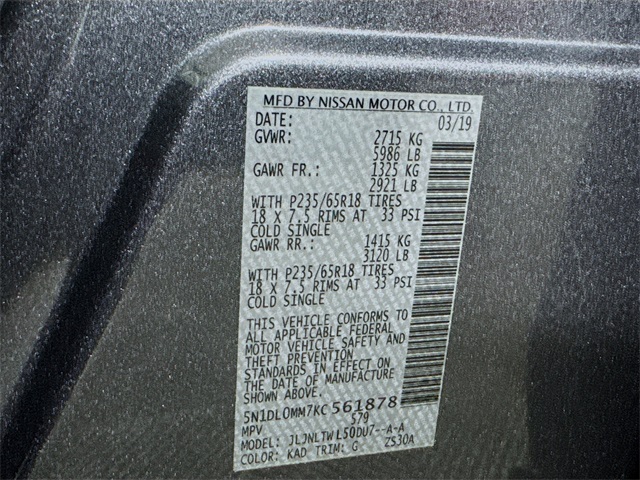 MFD BY NISSAN MOTOR CO., LTD.
DATE: 03/19
GVWR: 2715 KG
5986 LB
GAWR FR.: 1325 KG
2921 LB
WITH P235/65R18 TIRES
18 X 7.5 RIMS AT 33 PSI
COLD SINGLE
GAWR RR.: 1415 KG
3120 LB
WITH P235/65R18 TIRES
18 X 7.5 RIMS AT 33 PSI
COLD SINGLE
THIS VEHICLE CONFORMS TO
ALL APPLICABLE FEDERAL
MOTOR VEHICLE SAFETY AND
THEFT PREVENTION
STANDARDS IN EFFECT ON
THE DATE OF MANUFACTURE
SHOWN ABOVE.
5N1DL0MM7KC561878
MPV 579
MODEL: JLJNLTWL50DU7--A-A
COLOR: KAD TRIM: G ZS30A